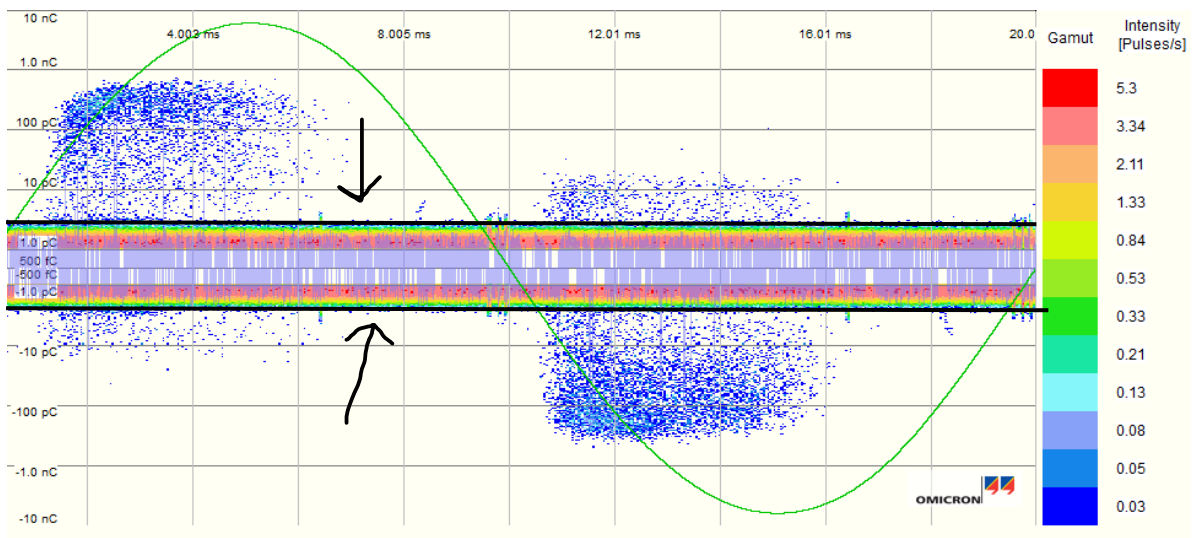 10 nC
4.003 ms
8.005 ms
12.01 ms
16.01 ms
20.0
1.0 nC
100 pC
10 pC
1.0 pC
500 fC
-500 fC
-1.0 pC
-10 pC
-100 pC
-1.0 nC
-10 nC
OMICRON
Gamut
Intensity
[Pulses/s]
5.3
3.34
2.11
1.33
0.84
0.53
0.33
0.21
0.13
0.08
0.05
0.03